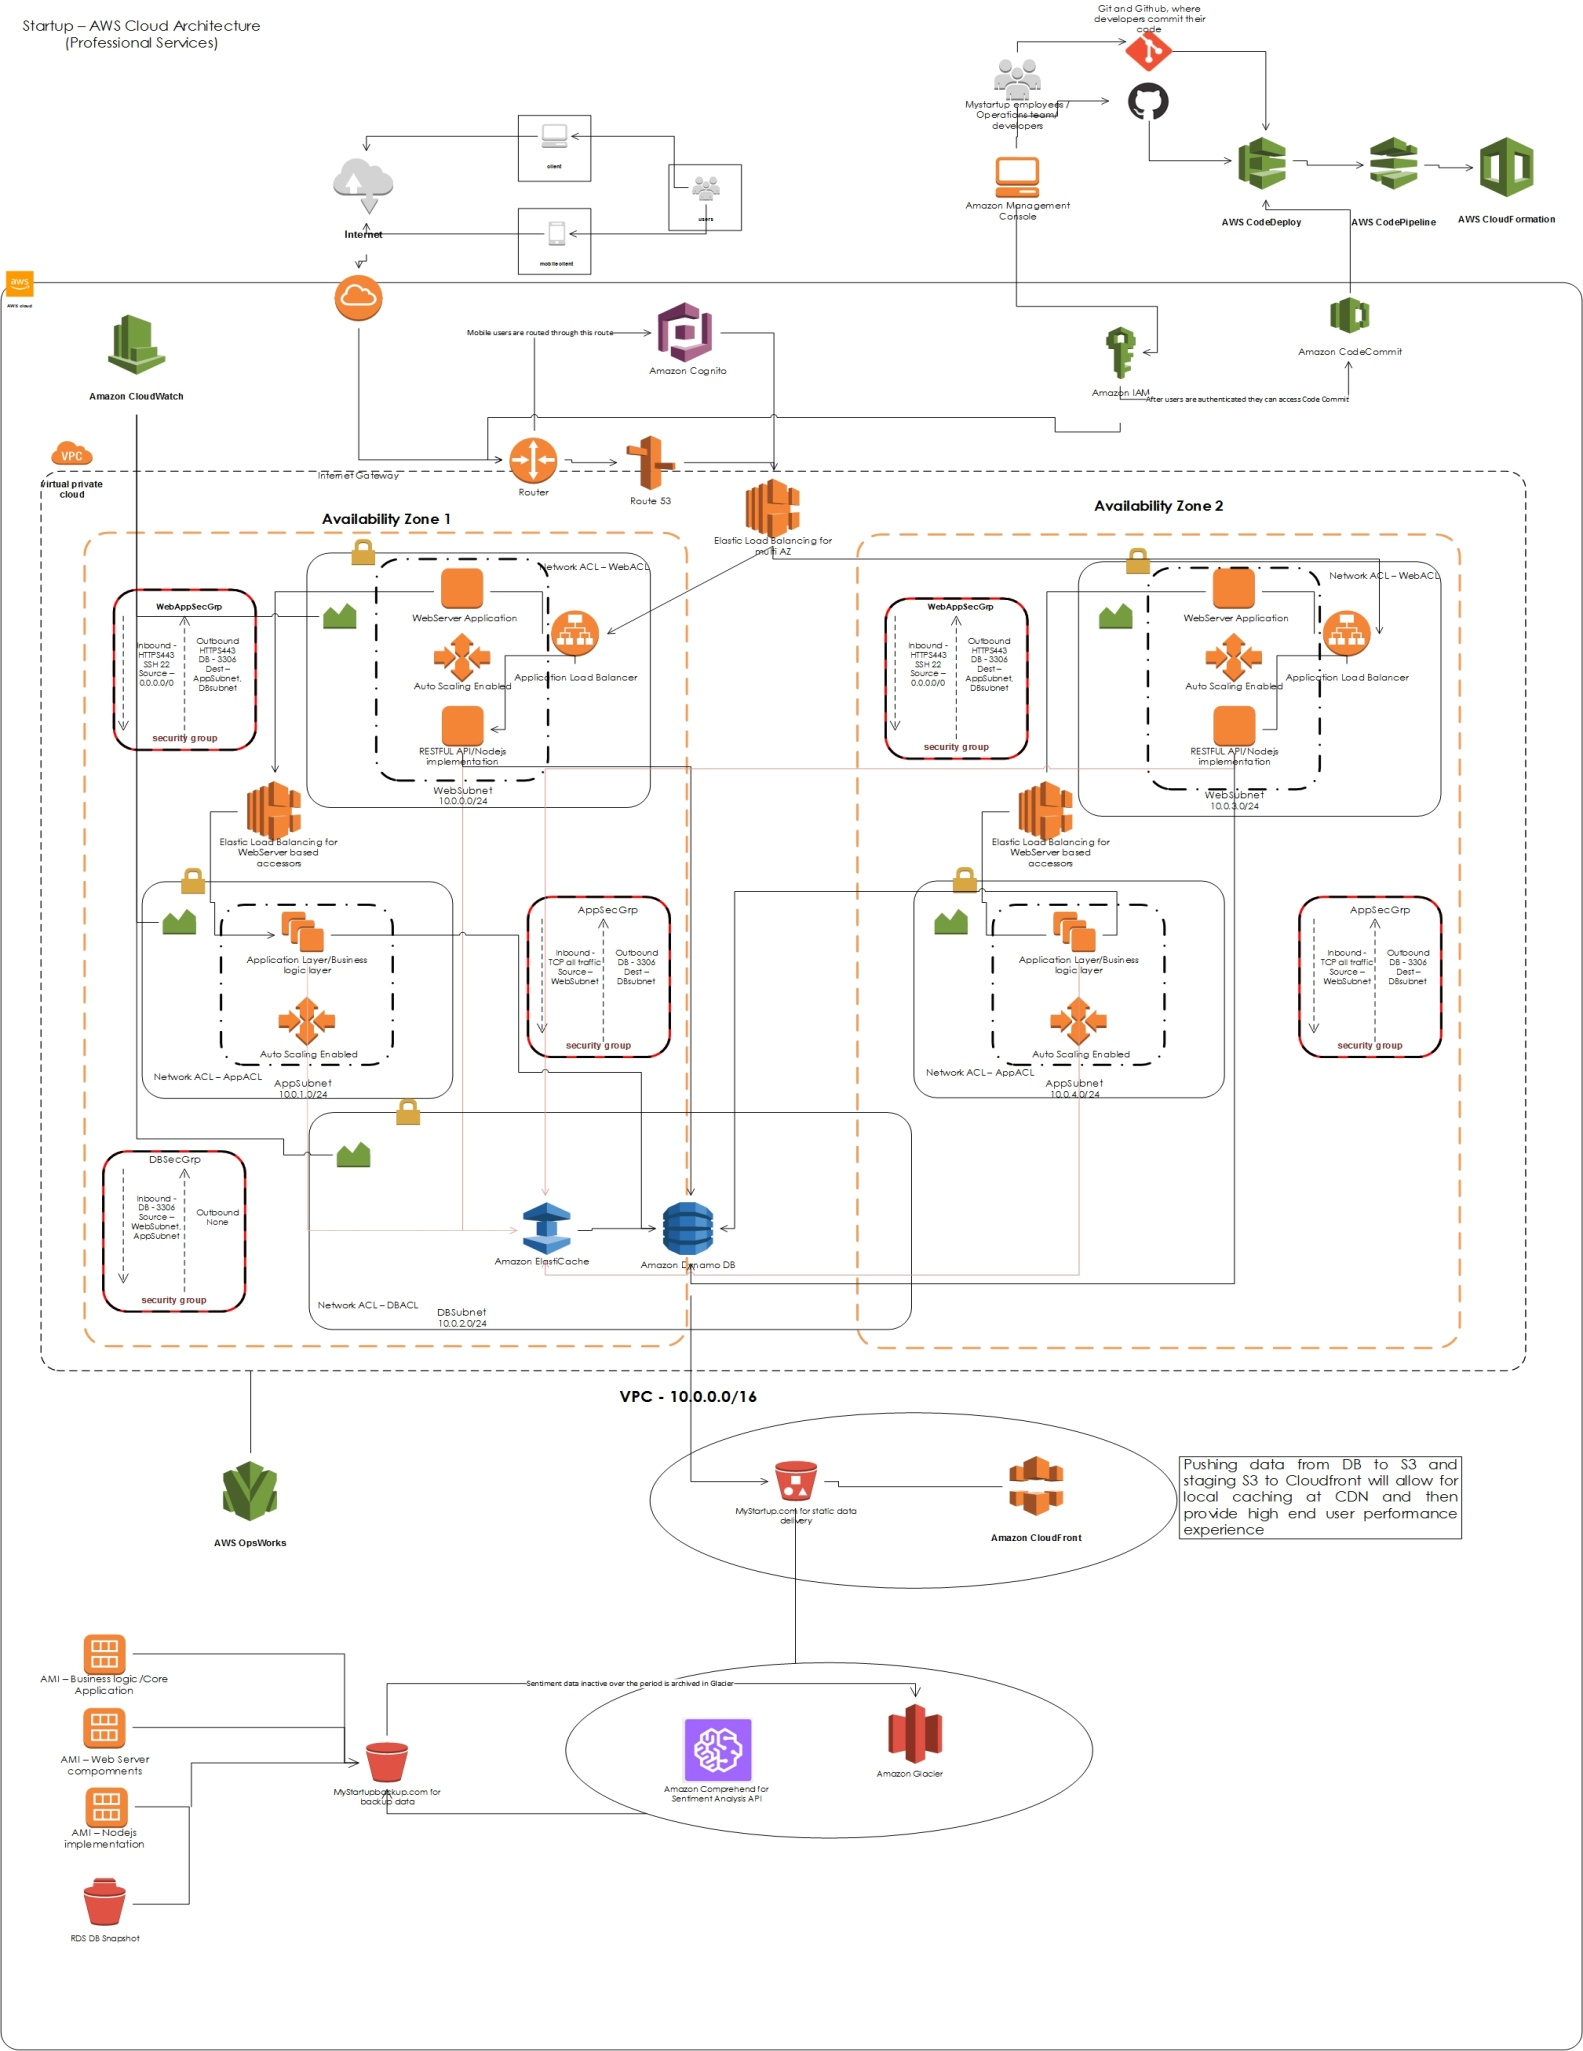 Startup – AWS Cloud Architecture
(Professional Services)
Git and Github, where
developers commit their
code
Mystartup employees /
Operations team/
developers
client
users
mobile client
Internet
Amazon Management
Console
AWS CodeDeploy
AWS CodePipeline
AWS CloudFormation
aws
AWS cloud
Amazon CloudWatch
Mobile users are routed through this route
Amazon Cognito
Amazon IAM
Amazon CodeCommit
After users are authenticated they can access Code Commit
VPC
virtual private
cloud
Internet Gateway
Router
Route 53
Elastic Load Balancing for
multi AZ
Availability Zone 1
Availability Zone 2
Network ACL – WebACL
WebAppSecGrp
Inbound -
HTTPS443
SSH 22
Source –
0.0.0.0/0
Outbound
HTTPS443
DB - 3306
Dest –
AppSubnet,
DBsubnet
security group
WebServer Application
Auto Scaling Enabled
Application Load Balancer
RESTFUL API/Nodejs
implementation
WebSubnet
10.0.0.0/24
Network ACL – WebACL
WebAppSecGrp
Inbound -
HTTPS443
SSH 22
Source –
0.0.0.0/0
Outbound
HTTPS443
DB - 3306
Dest –
AppSubnet,
DBsubnet
security group
WebServer Application
Auto Scaling Enabled
Application Load Balancer
RESTFUL API/Nodejs
implementation
WebSubnet
10.0.3.0/24
Elastic Load Balancing for
WebServer based
accessors
Elastic Load Balancing for
WebServer based
accessors
Application Layer/Business
logic layer
Auto Scaling Enabled
Network ACL – AppACL
AppSubnet
10.0.1.0/24
AppSecGrp
Inbound -
TCP all traffic
Source –
WebSubnet
Outbound
DB - 3306
Dest –
DBsubnet
security group
Application Layer/Business
logic layer
Auto Scaling Enabled
Network ACL – AppACL
AppSubnet
10.0.4.0/24
AppSecGrp
Inbound -
TCP all traffic
Source –
WebSubnet
Outbound
DB - 3306
Dest –
DBsubnet
security group
DBSecGrp
Inbound -
DB - 3306
Source –
WebSubnet,
AppSubnet
Outbound
None
security group
Amazon ElastiCache
Amazon Dynamo DB
Network ACL – DBACL
DBSubnet
10.0.2.0/24
VPC - 10.0.0.0/16
AWS OpsWorks
MyStartup.com for static data
delivery
Amazon CloudFront
Pushing data from DB to S3 and
staging S3 to Cloudfront will allow for
local caching at CDN and then
provide high end user performance
experience
AMI – Business logic /Core
Application
AMI – Web Server
compomnents
AMI – Nodejs
implementation
RDS DB Snapshot
Sentiment data inactive over the period is archived in Glacier
MyStartupbackup.com for
backup data
Amazon Comprehend for
Sentiment Analysis API
Amazon Glacier